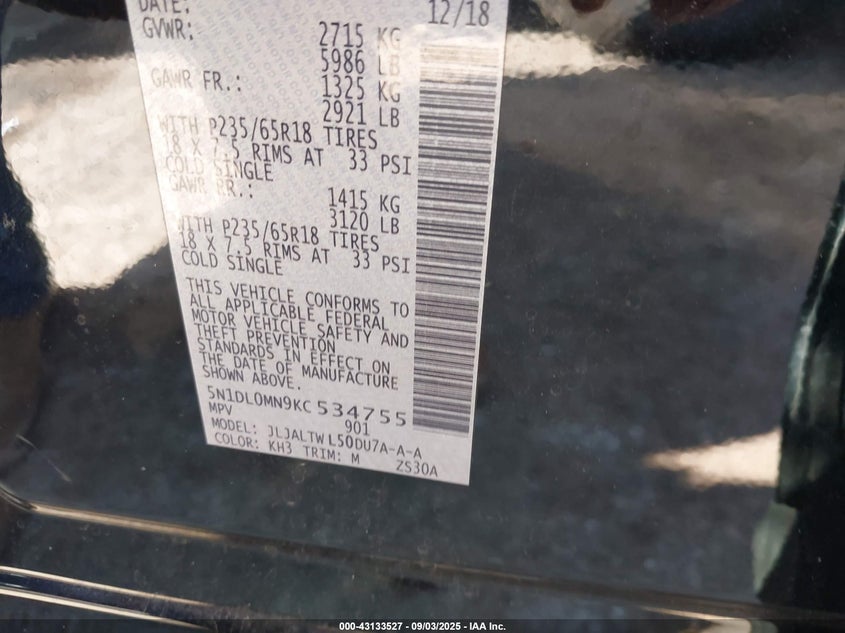 DATE: 12/18
GVWR: 2715 KG
5986 LB
GAWR FR.: 1325 KG
2921 LB
WITH P235/65R18 TIRES
18 X 7.5 RIMS AT 33 PSI
COLD SINGLE
GAWR RR.: 1415 KG
3120 LB
WITH P235/65R18 TIRES
18 X 7.5 RIMS AT 33 PSI
COLD SINGLE
THIS VEHICLE CONFORMS TO
ALL APPLICABLE FEDERAL
MOTOR VEHICLE SAFETY AND
THEFT PREVENTION
STANDARDS IN EFFECT ON
THE DATE OF MANUFACTURE
SHOWN ABOVE.
5N1DL0MN9KC534755
MPV 901
MODEL: JLJALTWL50DU7A-A-A
COLOR: KH3 TRIM: M ZS30A
000-43133527 - 09/03/2025 - IAA Inc.